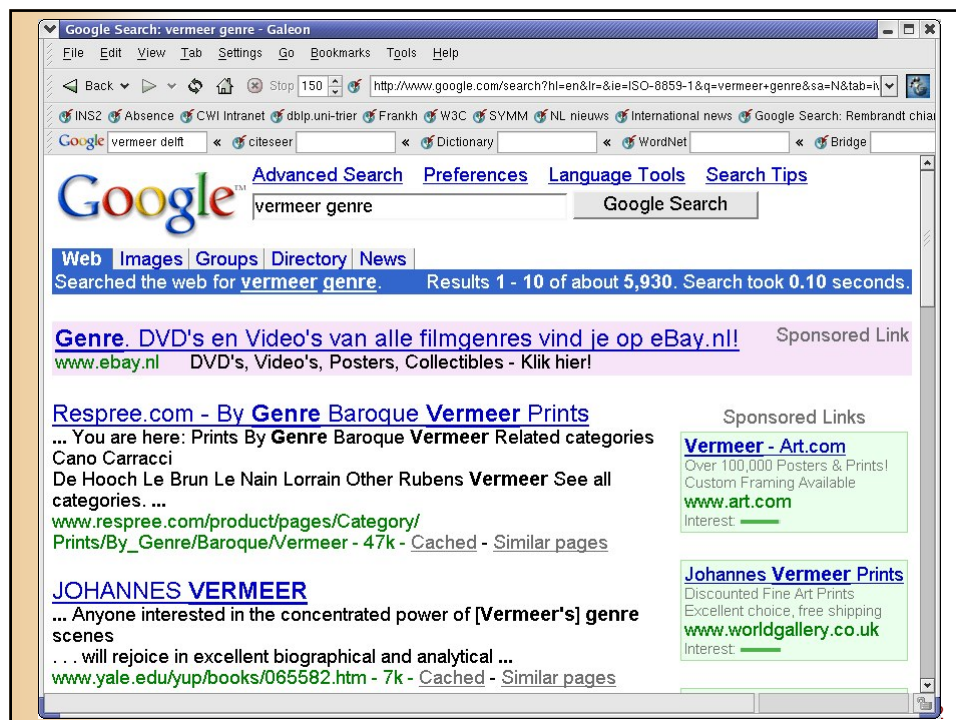 Google Search: vermeer genre - Galeon
File Edit View Tab Settings Go Bookmarks Tools Help
Back Stop 150 http://www.google.com/search?hl=en&lr=&ie=ISO-8859-1&q=vermeer+genre&sa=N&tab=
INS2 Absence CWI Intranet dblp.uni-trier Frankh W3C SYMM NL nieuws International news Google Search: Rembrandt chia
Google vermeer delft « citeseer « Dictionary « WordNet « Bridge
Google™
Advanced Search Preferences Language Tools Search Tips
vermeer genre Google Search
Web Images Groups Directory News
Searched the web for vermeer genre. Results 1 - 10 of about 5,930. Search took 0.10 seconds.
Genre. DVD's en Video's van alle filmgenres vind je op eBay.nl! Sponsored Link
www.ebay.nl DVD's, Video's, Posters, Collectibles - Klik hier!
Respree.com - By Genre Baroque Vermeer Prints
... You are here: Prints By Genre Baroque Vermeer Related categories
Cano Carracci
De Hooch Le Brun Le Nain Lorrain Other Rubens Vermeer See all
categories. ...
www.respree.com/product/pages/Category/
Prints/By_Genre/Baroque/Vermeer - 47k - Cached - Similar pages
JOHANNES VERMEER
... Anyone interested in the concentrated power of [Vermeer's] genre
scenes
. . . will rejoice in excellent biographical and analytical ...
www.yale.edu/yup/books/065582.htm - 7k - Cached - Similar pages
Sponsored Links
Vermeer - Art.com
Over 100,000 Posters & Prints!
Custom Framing Available
www.art.com
Interest:
Johannes Vermeer Prints
Discounted Fine Art Prints
Excellent choice, free shipping
www.worldgallery.co.uk
Interest: